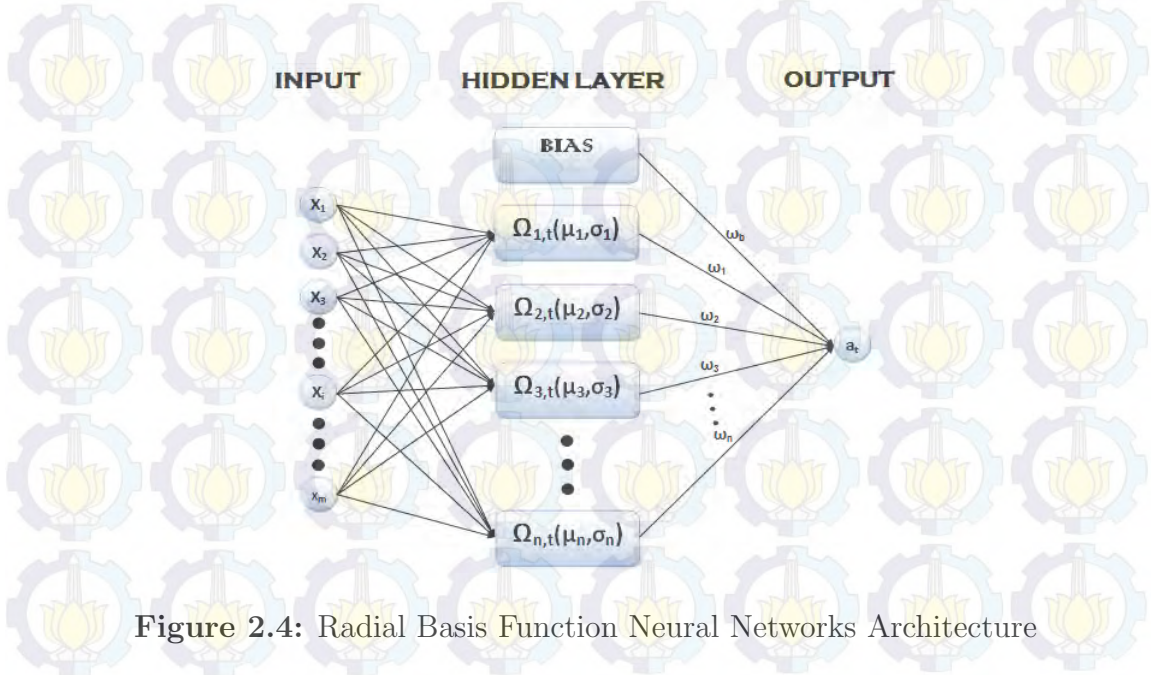 INPUT HIDDEN LAYER OUTPUT
BIAS
X₁
Ω₁,ₜ(μ₁,σ₁)
X₂
X₃
Ω₂,ₜ(μ₂,σ₂)
Xᵢ
Ω₃,ₜ(μ₃,σ₃)
Xₘ
Ωₙ,ₜ(μₙ,σₙ)
ω_b
ω₁
ω₂
ω₃
ωₙ
aₜ
Figure 2.4: Radial Basis Function Neural Networks Architecture